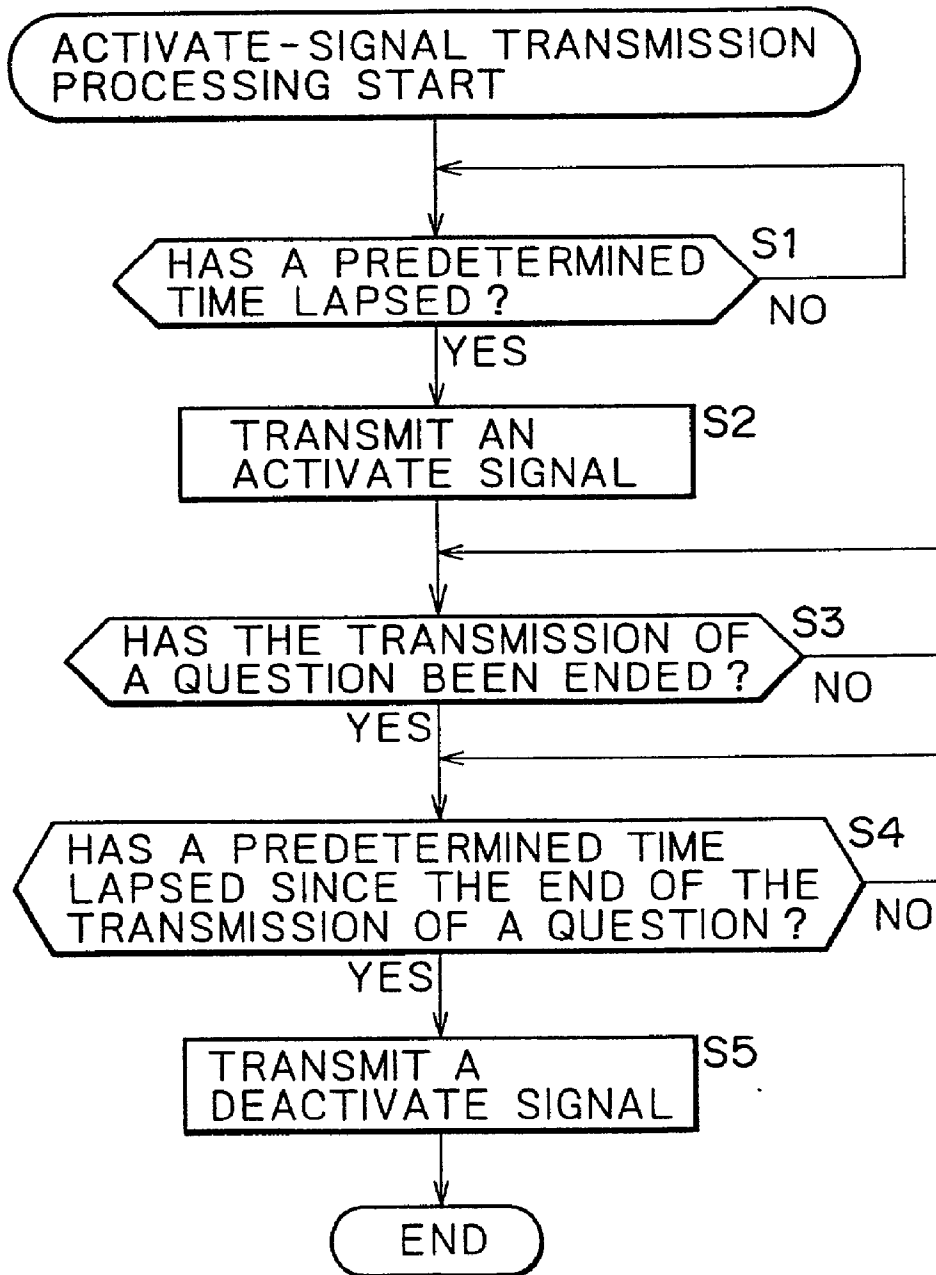 ACTIVATE-SIGNAL TRANSMISSION
PROCESSING START
S1
HAS A PREDETERMINED
TIME LAPSED?
NO
YES
S2
TRANSMIT AN
ACTIVATE SIGNAL
S3
HAS THE TRANSMISSION OF
A QUESTION BEEN ENDED?
NO
YES
S4
HAS A PREDETERMINED TIME
LAPSED SINCE THE END OF THE
TRANSMISSION OF A QUESTION?
NO
YES
S5
TRANSMIT A
DEACTIVATE SIGNAL
END